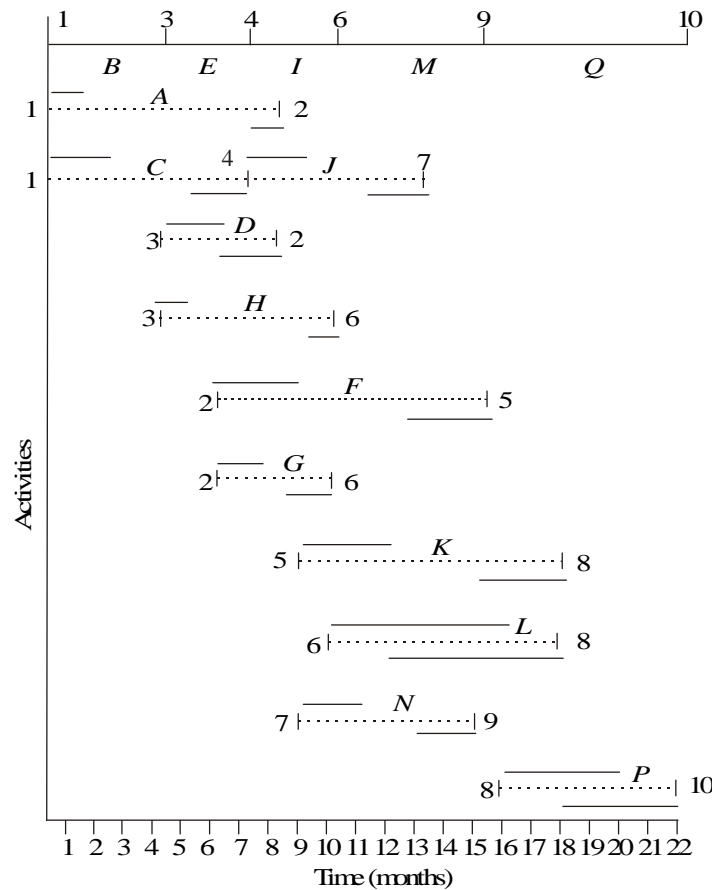 1 3 4 6 9 10
B E I M Q
1 A 2
1 C 4 J 7
3 D 2
3 H 6
2 F 5
2 G 6
5 K 8
6 L 8
7 N 9
8 P 10
Activities
1 2 3 4 5 6 7 8 9 10 11 12 13 14 15 16 17 18 19 20 21 22
Time (months)